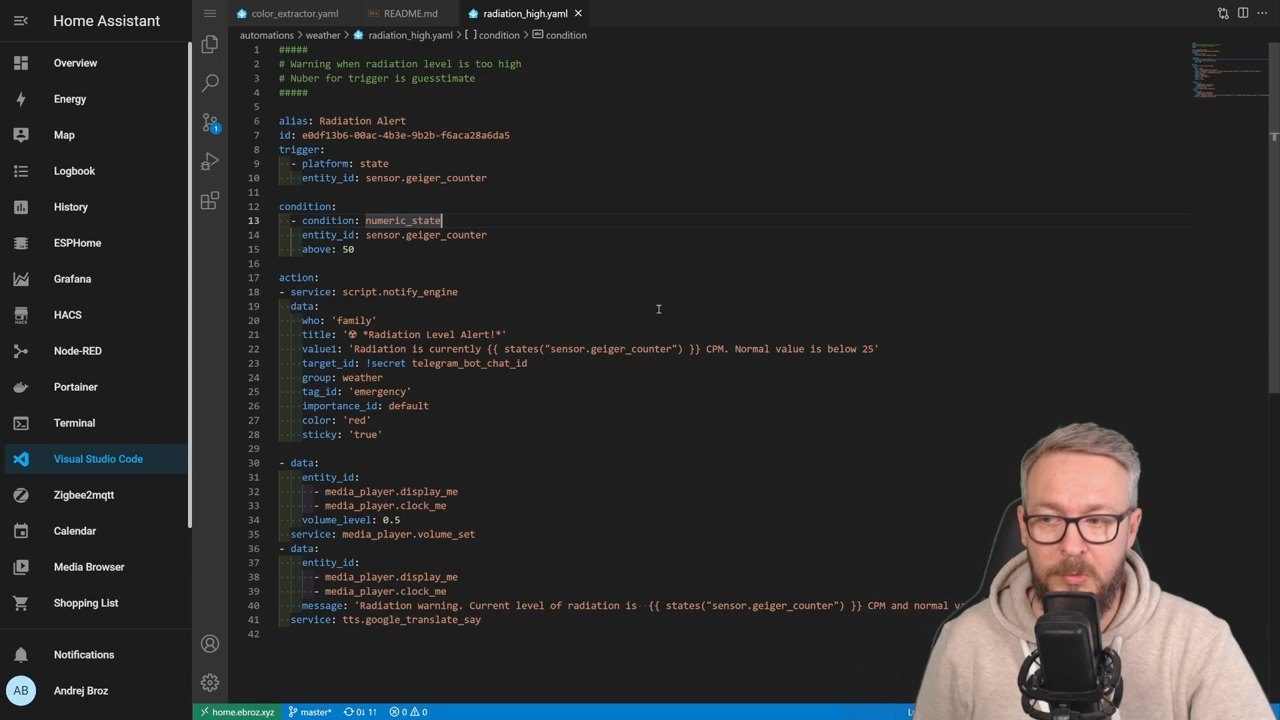 Home Assistant
Overview
Energy
Map
Logbook
History
ESPHome
Grafana
HACS
HACS
Node-RED
Portainer
Terminal
Visual Studio Code
Zigbee2mqtt
Calendar
Media Browser
Shopping List
Notifications
AB
Andrej Broz
color_extractor.yaml
README.md
radiation_high.yaml
automations > weather > radiation_high.yaml > [ ] condition > condition
1
1 #####
2 # Warning when radiation level is too high
3 # Nuber for trigger is guesstimate
4 #####
5
6 alias: Radiation Alert
7 id: e0df13b6-00ac-4b3e-9b2b-f6aca28a6da5
8 trigger:
9 - platform: state
10 entity_id: sensor.geiger_counter
11
12 condition:
13 - condition: numeric_state
14 entity_id: sensor.geiger_counter
15 above: 50
16
17 action:
18 - service: script.notify_engine
19 data:
20 who: 'family'
21 title: '☢ *Radiation Level Alert!*'
22 value1: 'Radiation is currently {{ states("sensor.geiger_counter") }} CPM. Normal value is below 25'
23 target_id: !secret telegram_bot_chat_id
24 group: weather
25 tag_id: 'emergency'
26 importance_id: default
27 color: 'red'
28 sticky: 'true'
29
30 - data:
31 entity_id:
32 - media_player.display_me
33 - media_player.clock_me
34 volume_level: 0.5
35 service: media_player.volume_set
36 - data:
37 entity_id:
38 - media_player.display_me
39 - media_player.clock_me
40 message: 'Radiation warning. Current level of radiation is  {{ states("sensor.geiger_counter") }} CPM and normal
41 service: tts.google_translate_say
42
home.ebroz.xyz master* 0↓ 1↑ 0 0